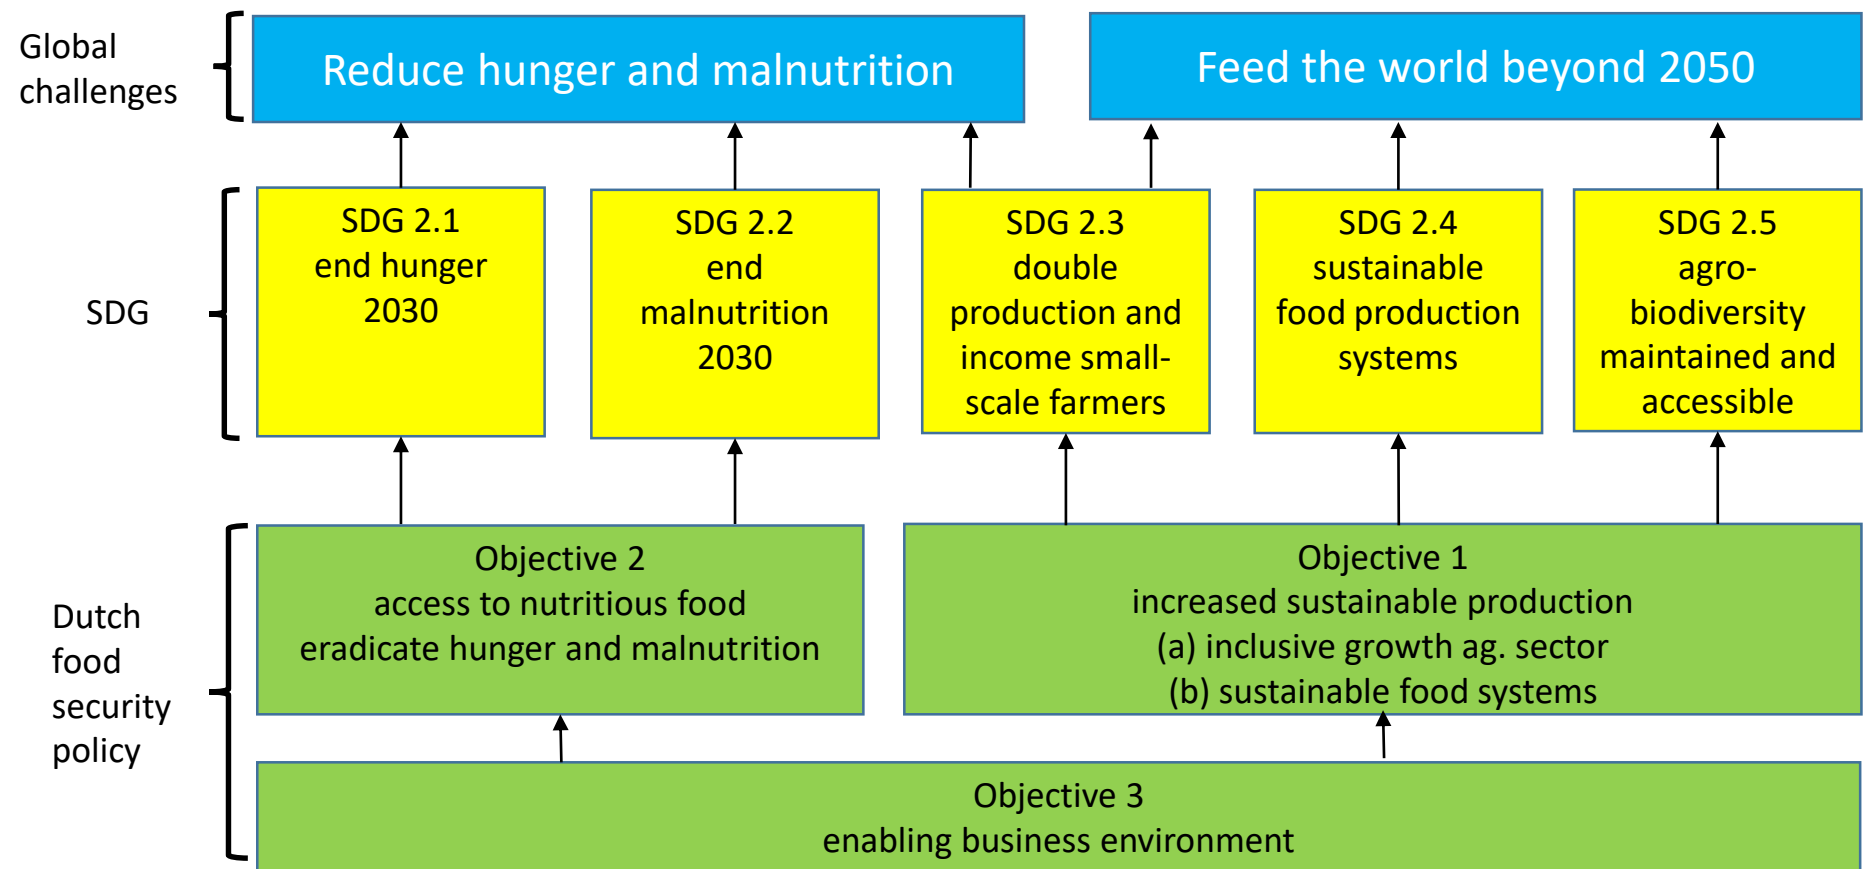 Global
challenges
Reduce hunger and malnutrition
Feed the world beyond 2050
SDG
SDG 2.1
end hunger
2030
SDG 2.2
end
malnutrition
2030
SDG 2.3
double
production and
income small-
scale farmers
SDG 2.4
sustainable
food production
systems
SDG 2.5
agro-
biodiversity
maintained and
accessible
Dutch
food
security
policy
Objective 2
access to nutritious food
eradicate hunger and malnutrition
Objective 1
increased sustainable production
(a) inclusive growth ag. sector
(b) sustainable food systems
Objective 3
enabling business environment